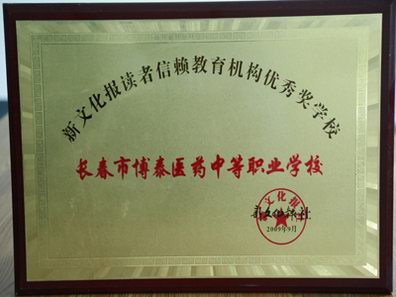 新文化报读者信赖教育机构优秀奖学校
长春市博泰医药中等职业学校
新文化报社
2009年9月